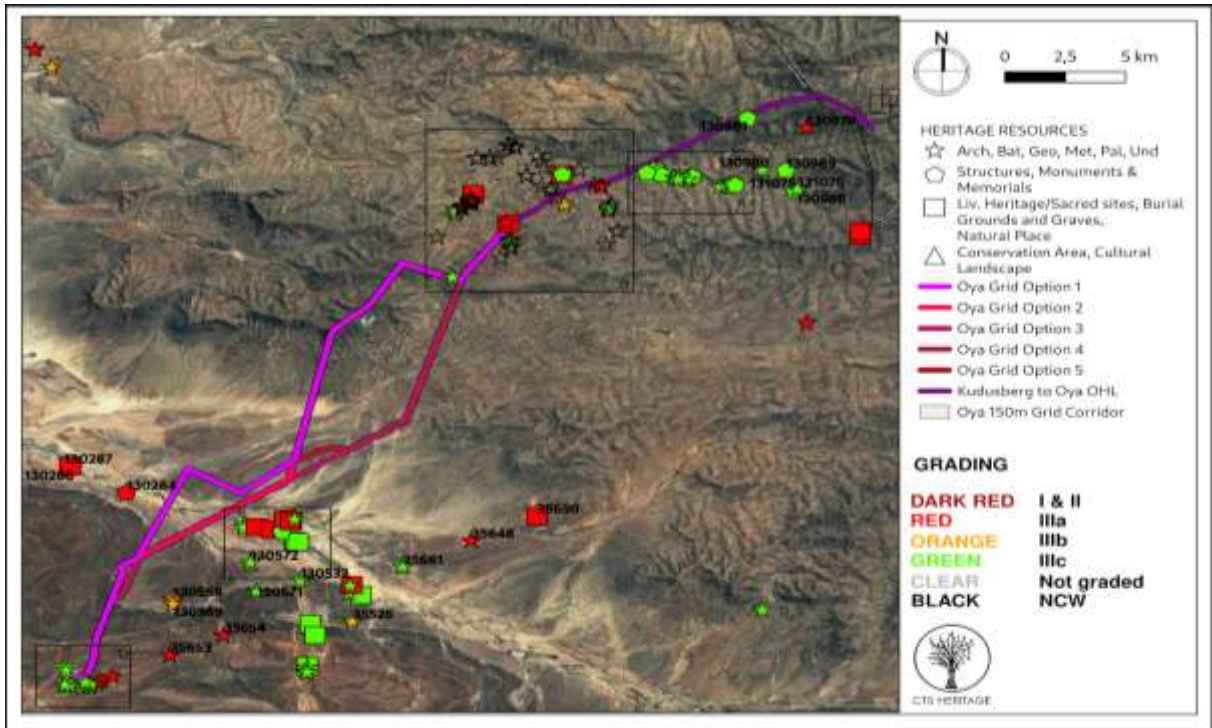 N
0 2,5 5 km
HERITAGE RESOURCES
Arch, Bat, Geo, Met, Pal, Und
Structures, Monuments &
Memorials
Liv. Heritage/Sacred sites, Burial
Grounds and Graves,
Natural Place
Conservation Area, Cultural
Landscape
Oya Grid Option 1
Oya Grid Option 2
Oya Grid Option 3
Oya Grid Option 4
Oya Grid Option 5
Kudusberg to Oya OHL
Oya 150m Grid Corridor
GRADING
DARK RED I & II
RED IIIa
ORANGE IIIb
GREEN IIIc
CLEAR Not graded
BLACK NCW
CTS HERITAGE
130981
130980
130989
131076
130988
130287
130286
130284
35650
35648
130572
130571
35661
35526
35654
35653